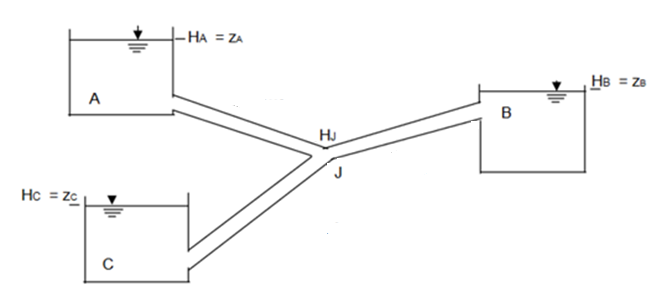 HA = ZA
A
HB = ZB
B
HJ
J
HC = ZC
C